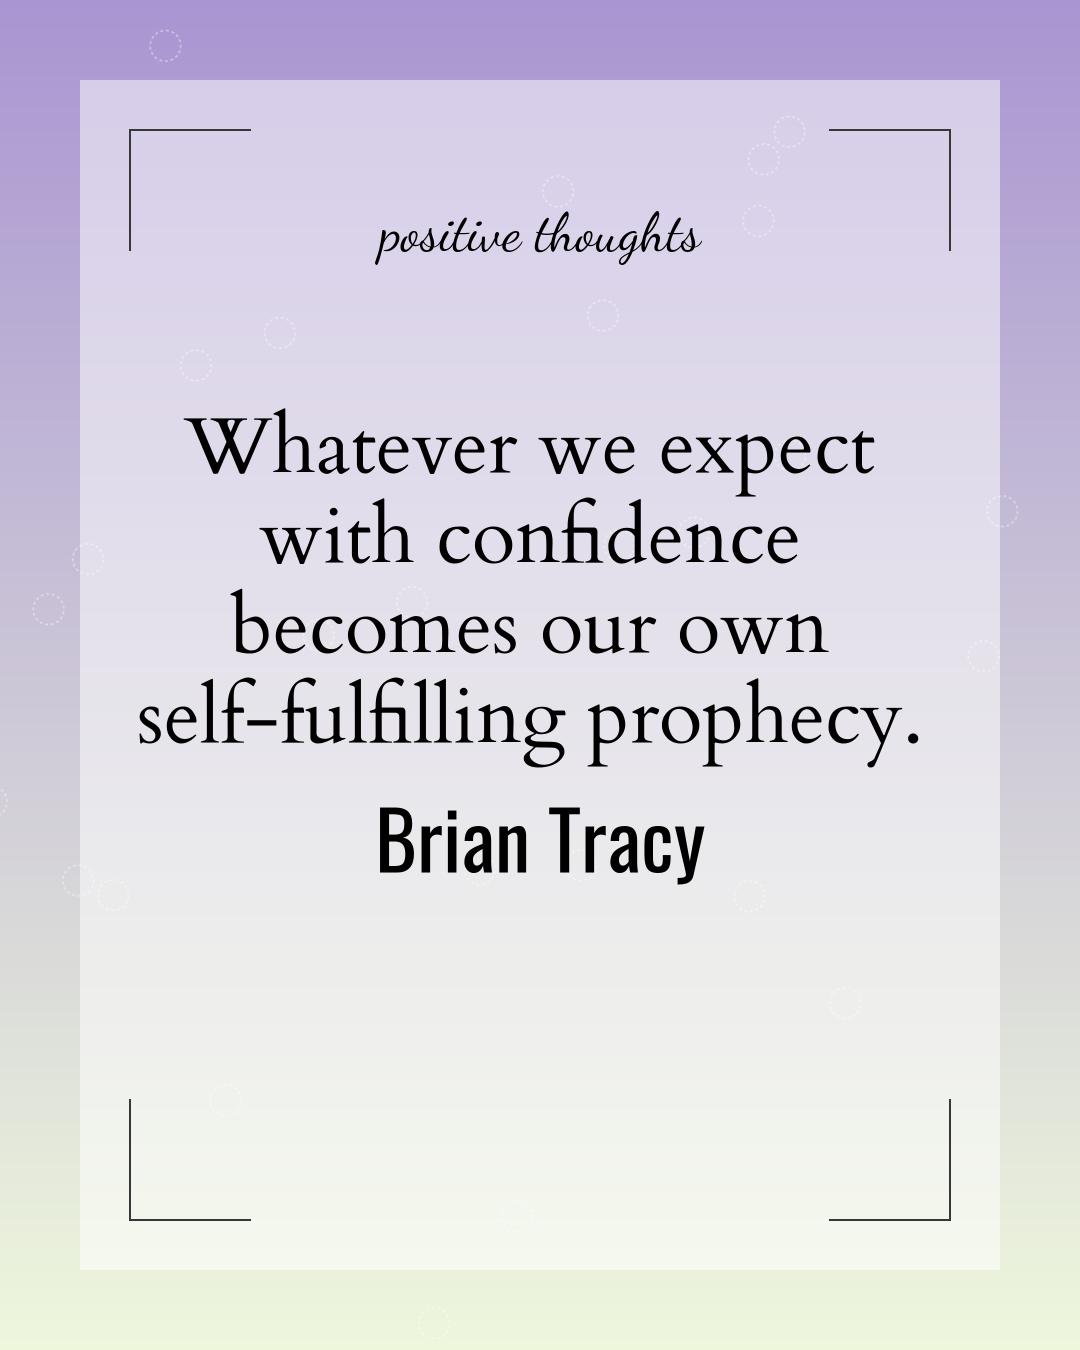 positive thoughts
Whatever we expect
with confidence
becomes our own
self-fulfilling prophecy.
Brian Tracy